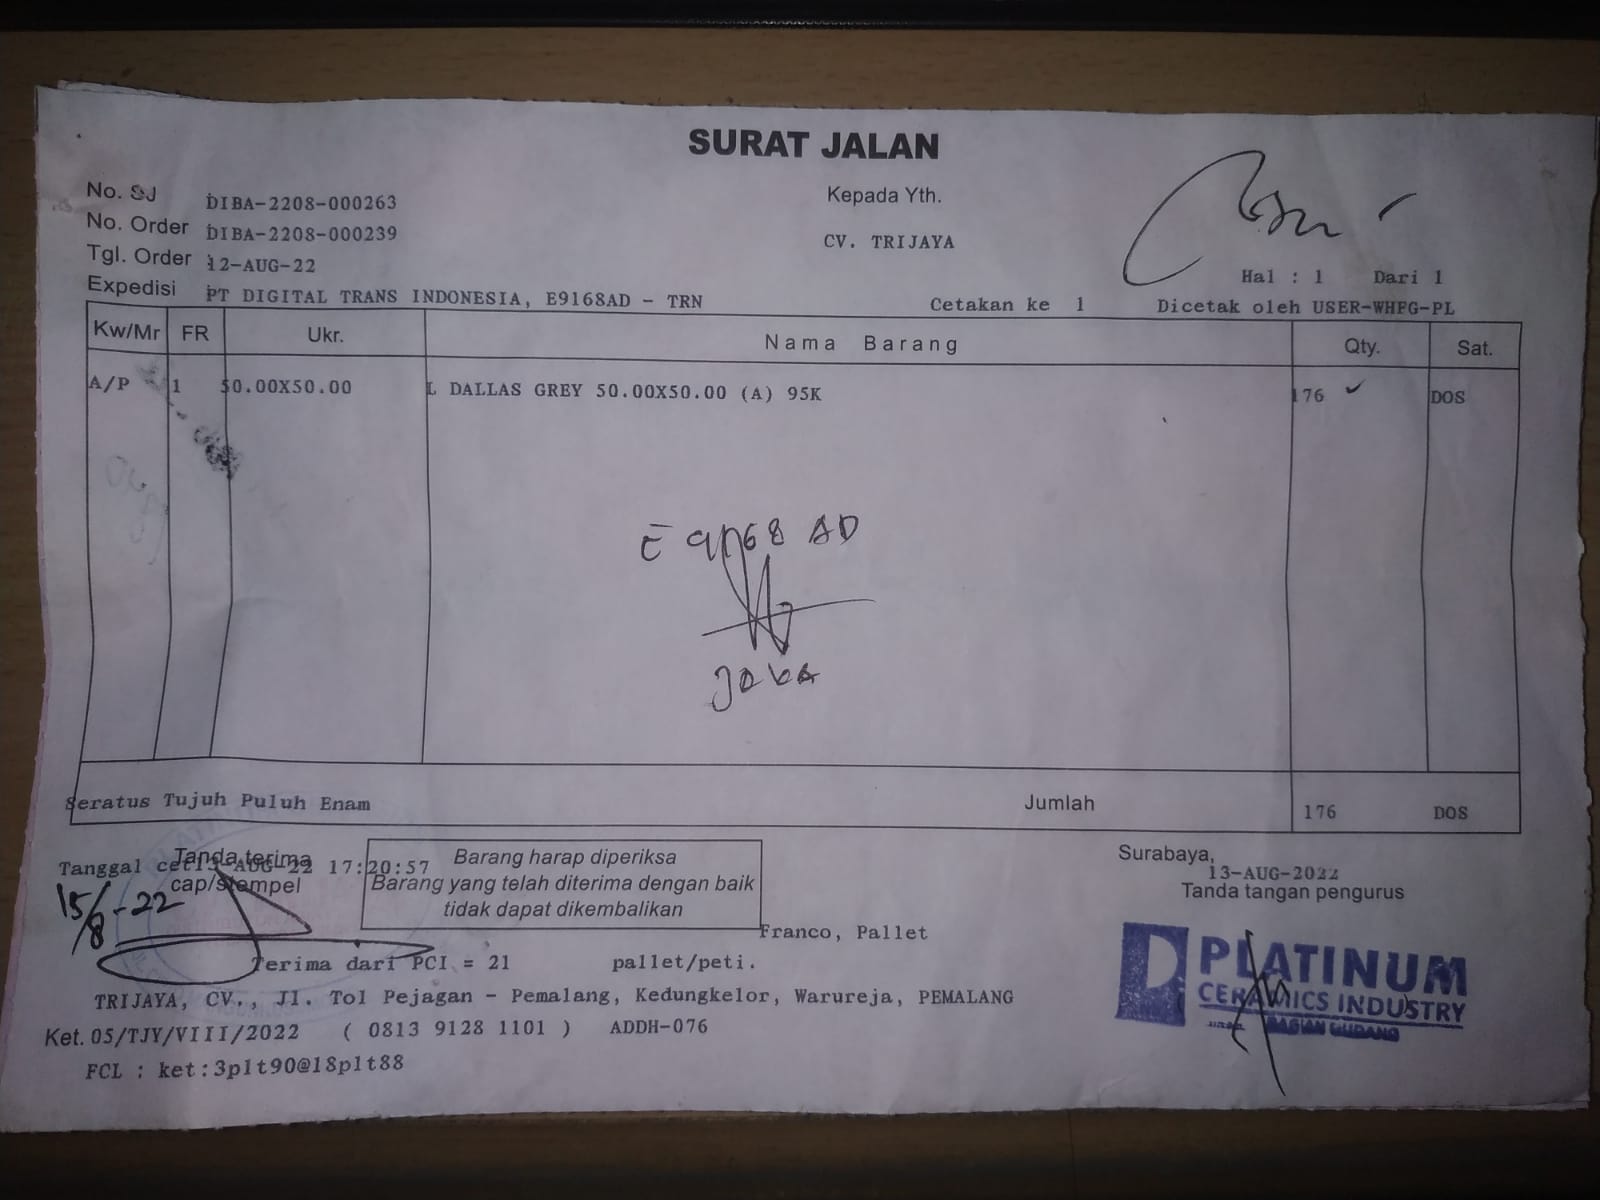 SURAT JALAN
No. SJ DIBA-2208-000263
No. Order DIBA-2208-000239
Tgl. Order 12-AUG-22
Expedisi PT DIGITAL TRANS INDONESIA, E9168AD - TRN
Kepada Yth.
CV. TRIJAYA
Hal : 1 Dari 1
Cetakan ke 1 Dicetak oleh USER-WHFG-PL
Kw/Mr FR Ukr. Nama Barang Qty. Sat.
A/P 1 50.00X50.00 L DALLAS GREY 50.00X50.00 (A) 95K 176 DOS
E 9168 AD
Seratus Tujuh Puluh Enam Jumlah 176 DOS
Tanda terima
Tanggal cet13-AUG-22 17:20:57
cap/stempel
15/8-22
Barang harap diperiksa
Barang yang telah diterima dengan baik
tidak dapat dikembalikan
Surabaya,
13-AUG-2022
Tanda tangan pengurus
Franco, Pallet
Terima dari PCI = 21 pallet/peti.
TRIJAYA, CV., Jl. Tol Pejagan - Pemalang, Kedungkelor, Warureja, PEMALANG
Ket. 05/TJY/VIII/2022 ( 0813 9128 1101 ) ADDH-076
FCL : ket:3plt90@18plt88
PLATINUM
CERAMICS INDUSTRY
BAGIAN GUDANG